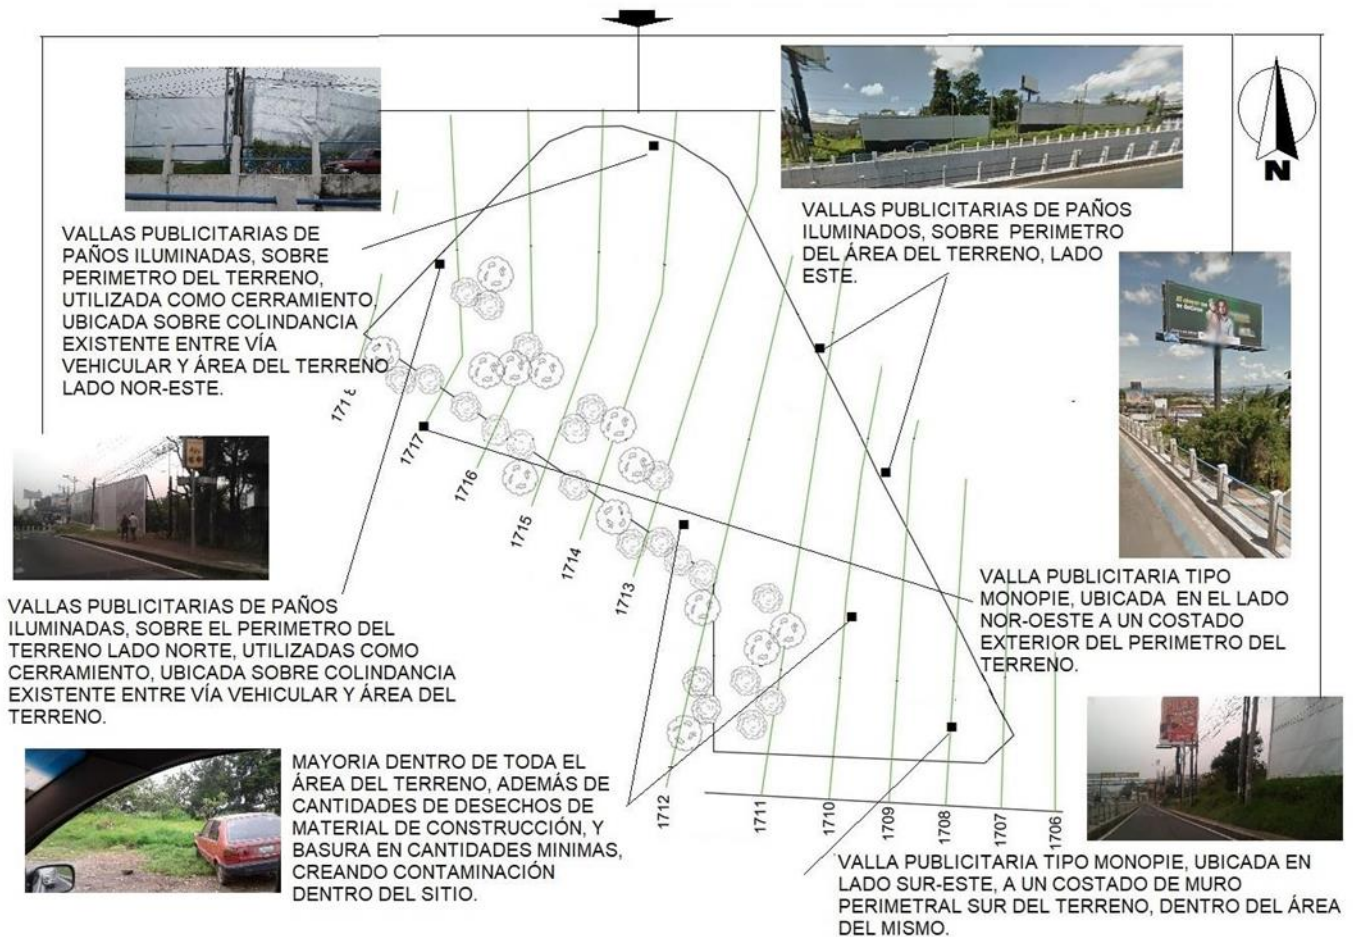 VALLAS PUBLICITARIAS DE
PAÑOS ILUMINADAS, SOBRE
PERIMETRO DEL TERRENO,
UTILIZADA COMO CERRAMIENTO,
UBICADA SOBRE COLINDANCIA
EXISTENTE ENTRE VÍA
VEHICULAR Y ÁREA DEL TERRENO
LADO NOR-ESTE.
VALLAS PUBLICITARIAS DE PAÑOS
ILUMINADOS, SOBRE PERIMETRO
DEL ÁREA DEL TERRENO, LADO
ESTE.
N
1718
1717
1716
1715
1714
1713
VALLAS PUBLICITARIAS DE PAÑOS
ILUMINADAS, SOBRE EL PERIMETRO DEL
TERRENO LADO NORTE, UTILIZADAS COMO
CERRAMIENTO, UBICADA SOBRE COLINDANCIA
EXISTENTE ENTRE VÍA VEHICULAR Y ÁREA DEL
TERRENO.
VALLA PUBLICITARIA TIPO
MONOPIE, UBICADA EN EL LADO
NOR-OESTE A UN COSTADO
EXTERIOR DEL PERIMETRO DEL
TERRENO.
MAYORIA DENTRO DE TODA EL
ÁREA DEL TERRENO, ADEMÁS DE
CANTIDADES DE DESECHOS DE
MATERIAL DE CONSTRUCCIÓN, Y
BASURA EN CANTIDADES MINIMAS,
CREANDO CONTAMINACIÓN
DENTRO DEL SITIO.
1712
1711
1710
1709
1708
1707
1706
VALLA PUBLICITARIA TIPO MONOPIE, UBICADA EN
LADO SUR-ESTE, A UN COSTADO DE MURO
PERIMETRAL SUR DEL TERRENO, DENTRO DEL ÁREA
DEL MISMO.